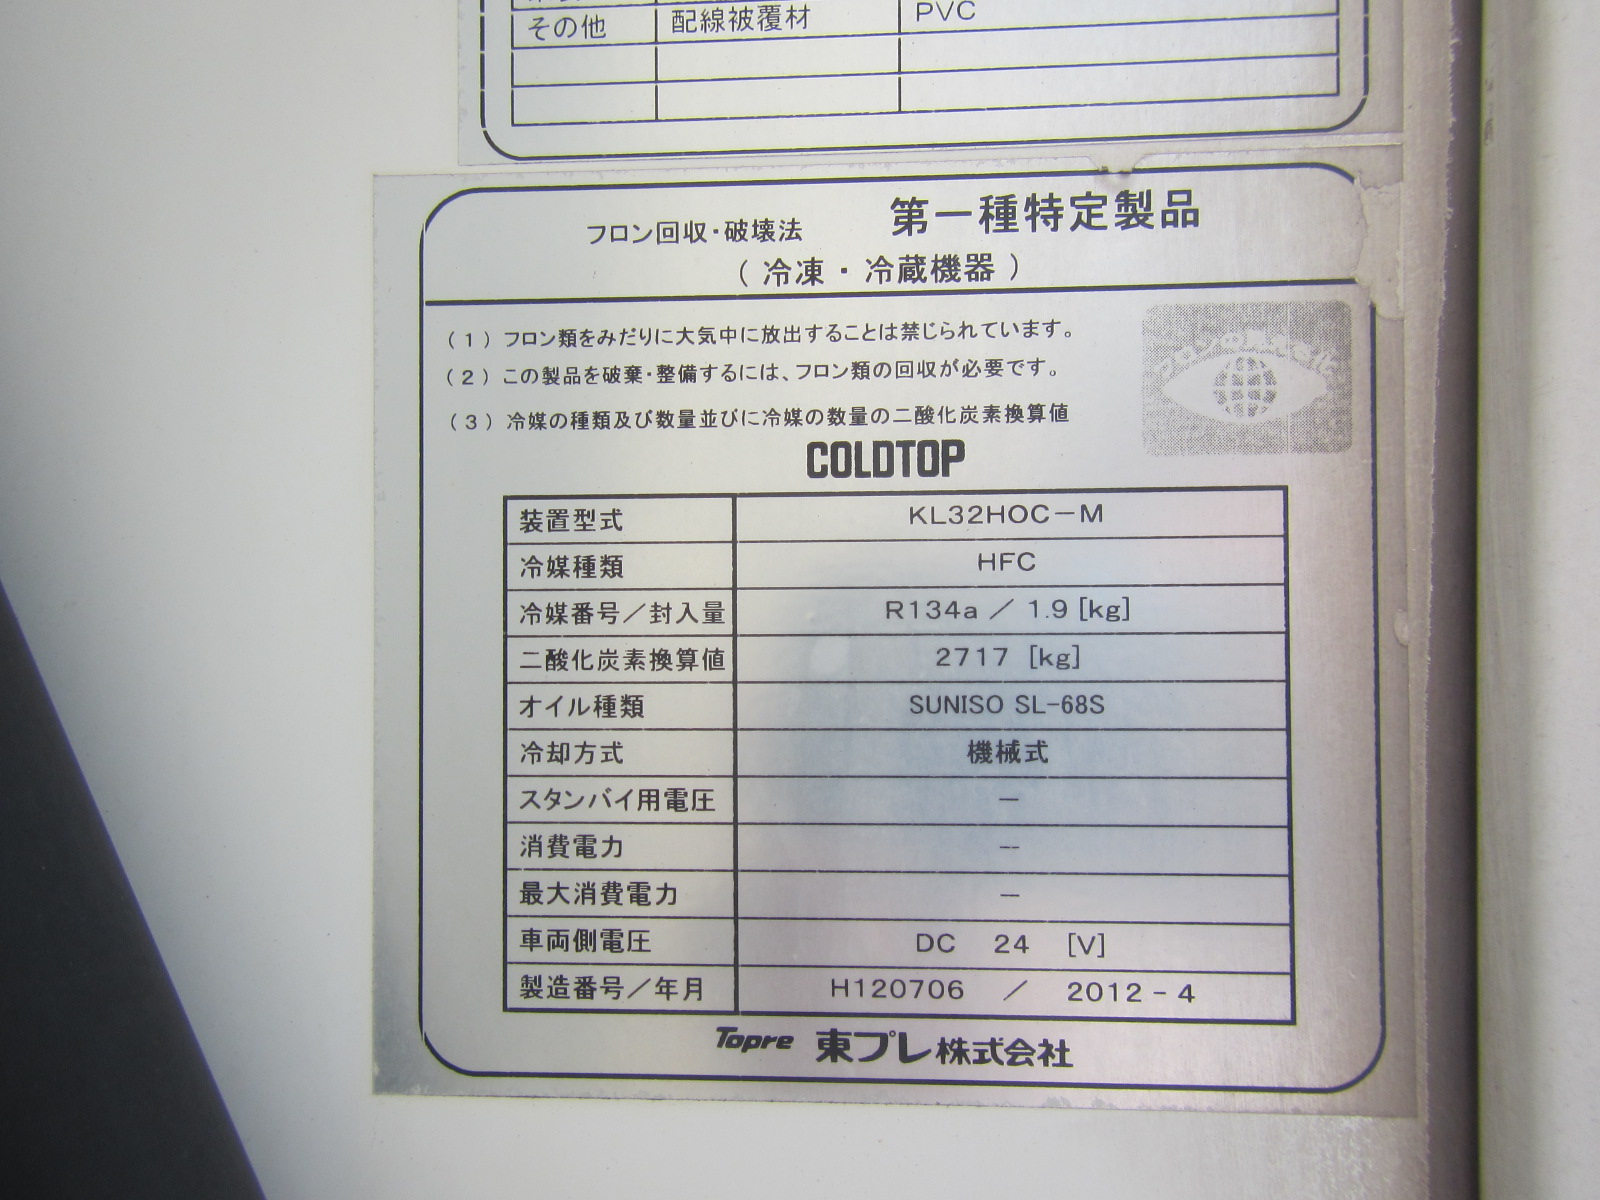 その他 配線被覆材 PVC
フロン回収・破壊法 第一種特定製品
（ 冷凍 ・ 冷蔵機器 ）
（１）フロン類をみだりに大気中に放出することは禁じられています。
（２）この製品を破棄・整備するには、フロン類の回収が必要です。
（３）冷媒の種類及び数量並びに冷媒の数量の二酸化炭素換算値
COLDTOP
装置型式 KL32HOC－M
冷媒種類 HFC
冷媒番号／封入量 R134a ／ 1.9 [kg]
二酸化炭素換算値 2717 [kg]
オイル種類 SUNISO SL-68S
冷却方式 機械式
スタンバイ用電圧 －
消費電力 --
最大消費電力 －
車両側電圧 DC 24 [V]
製造番号／年月 H120706 ／ 2012 - 4
Topre 東プレ株式会社